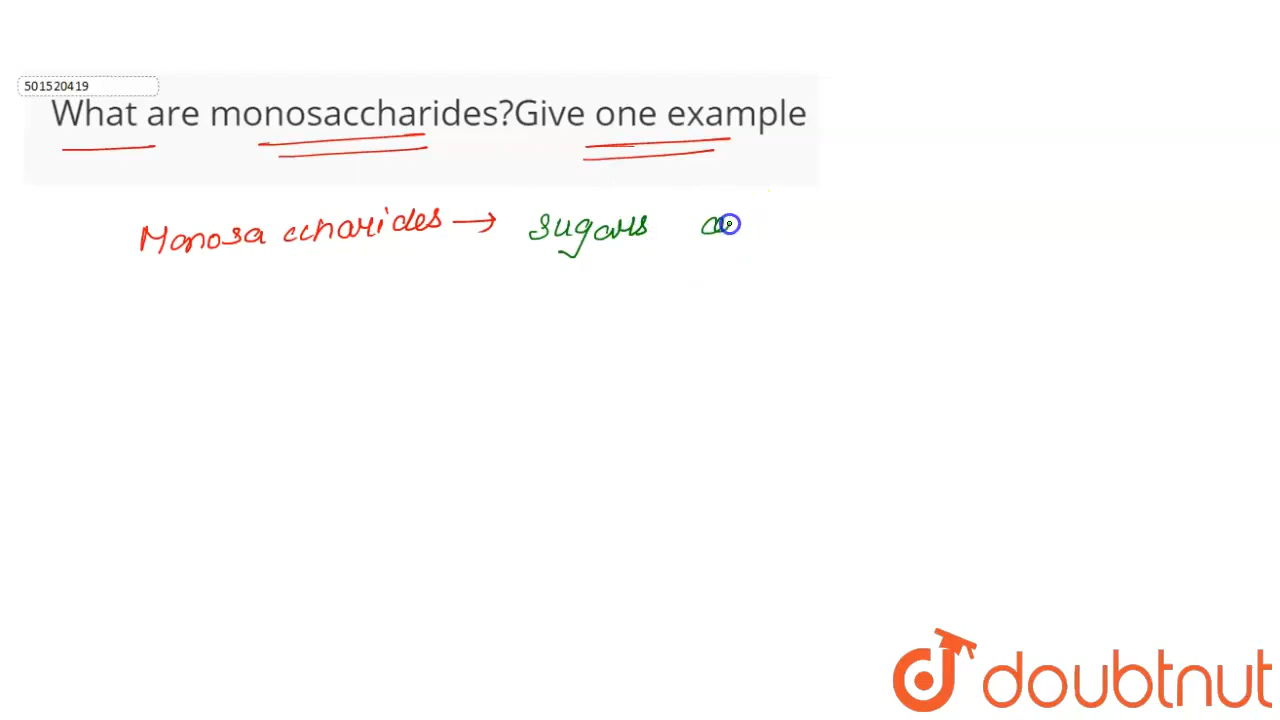 501520419
What are monosaccharides?Give one example
Monosaccharides → sugars
doubtnut